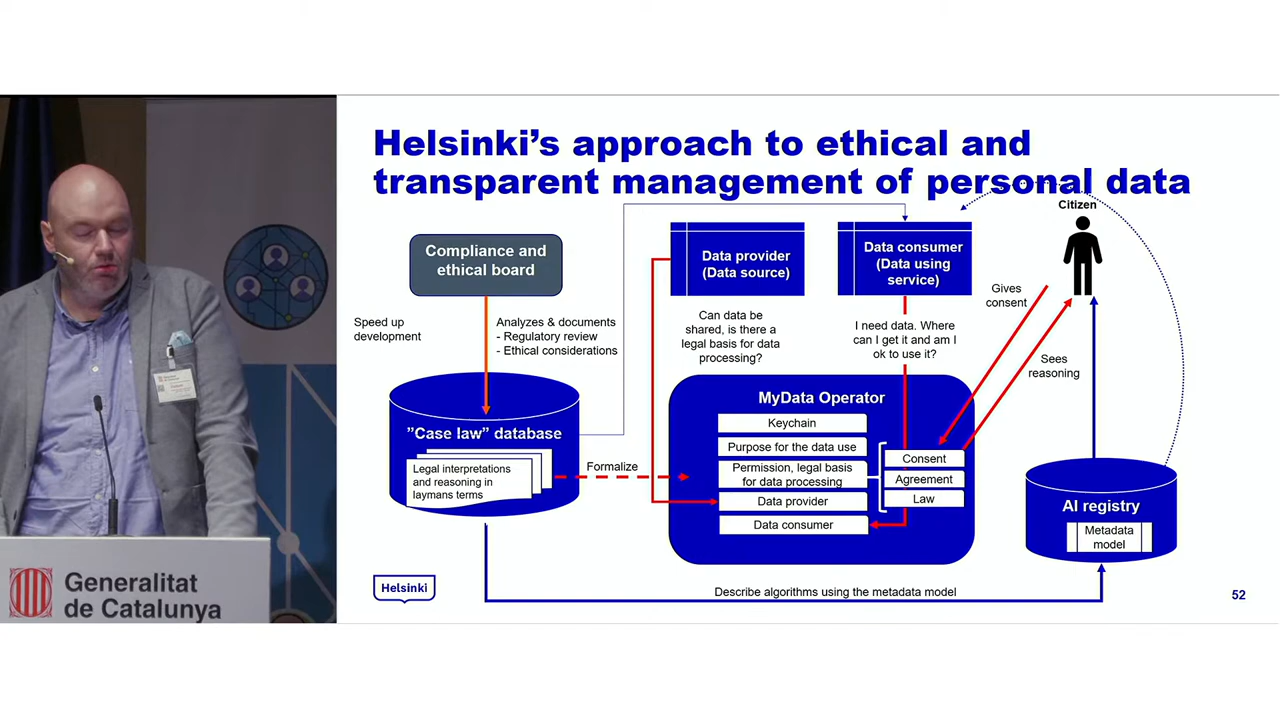 Helsinki's approach to ethical and
transparent management of personal data
Citizen
Compliance and
ethical board
Data provider
(Data source)
Data consumer
(Data using
service)
Gives
consent
Speed up
development
Analyzes & documents
- Regulatory review
- Ethical considerations
Can data be
shared, is there a
legal basis for data
processing?
I need data. Where
can I get it and am I
ok to use it?
Sees
reasoning
"Case law" database
Legal interpretations
and reasoning in
laymans terms
Formalize
MyData Operator
Keychain
Purpose for the data use
Permission, legal basis
for data processing
Data provider
Data consumer
Consent
Agreement
Law
AI registry
Metadata
model
Describe algorithms using the metadata model
Helsinki
52
Generalitat
de Catalunya